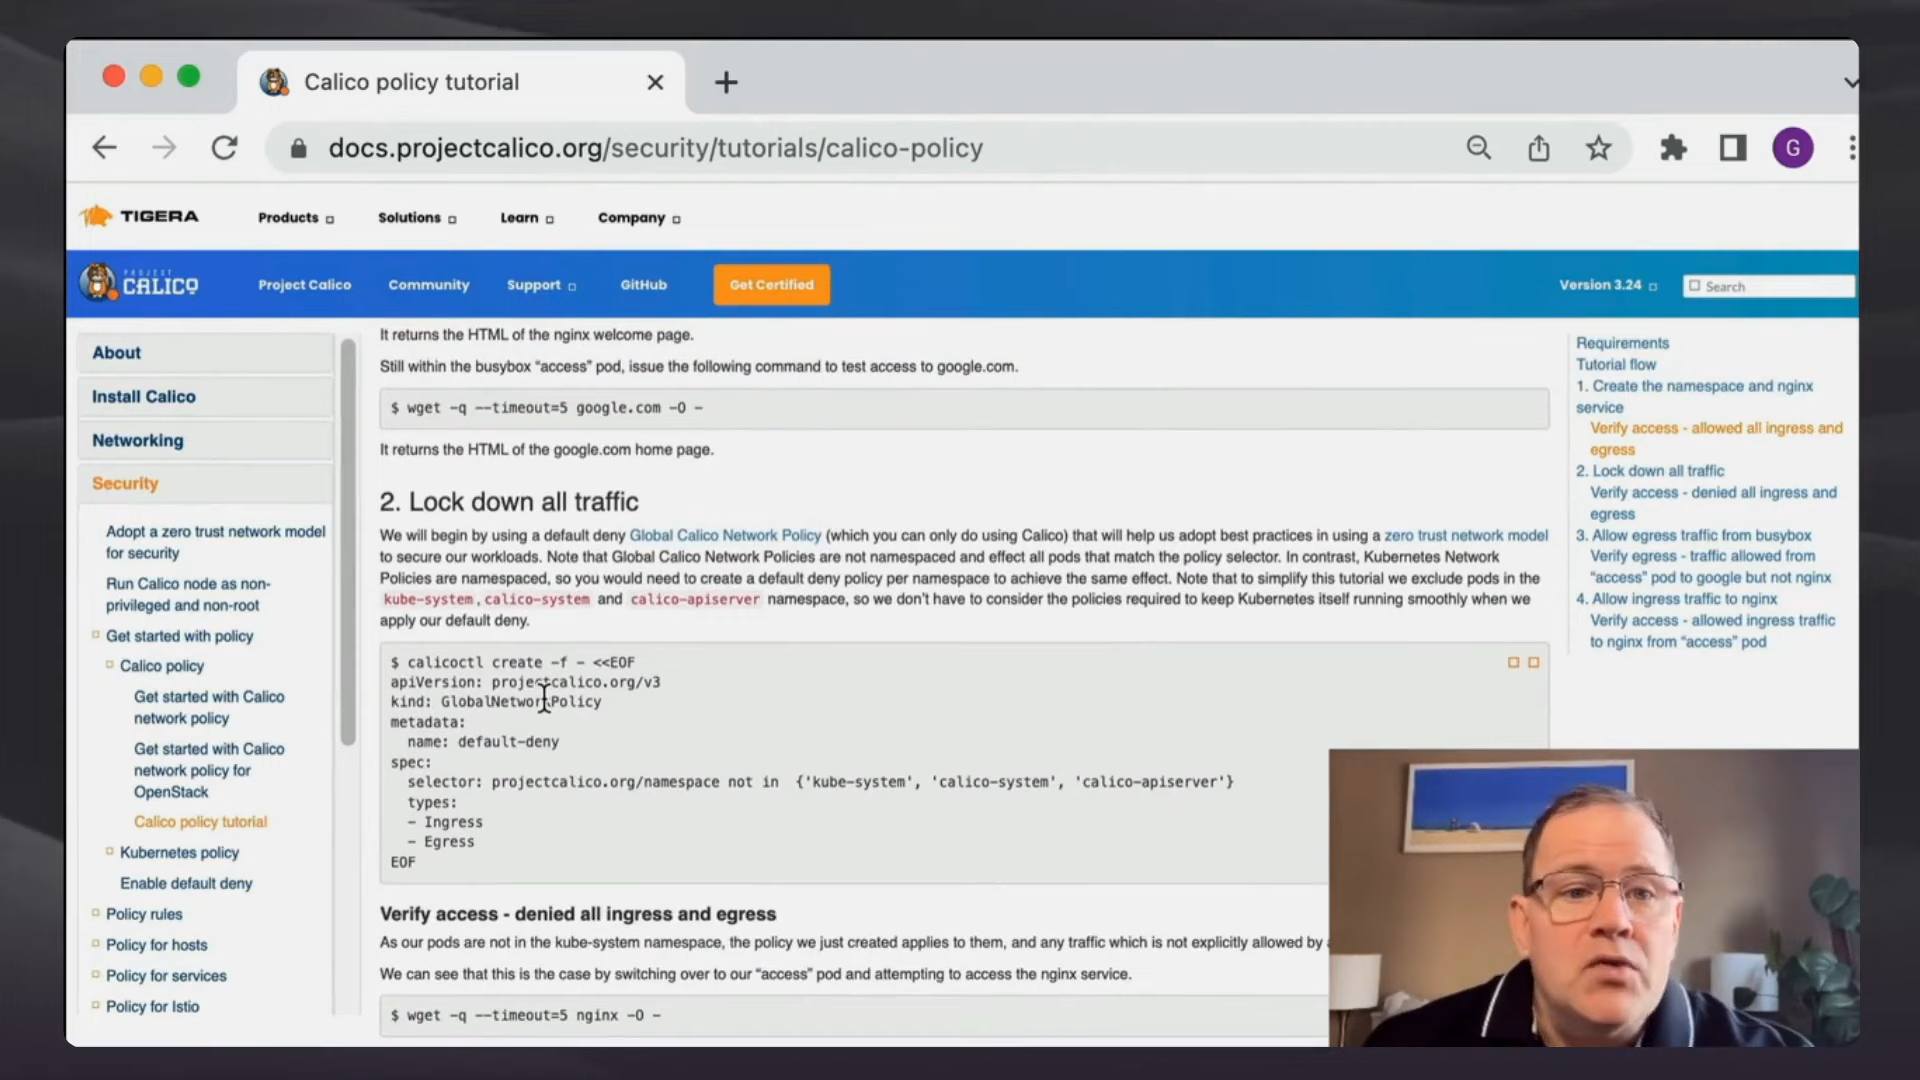 Calico policy tutorial
docs.projectcalico.org/security/tutorials/calico-policy
G
TIGERA
Products
Solutions
Learn
Company
PROJECT
CALICO
Project Calico
Community
Support
GitHub
Get Certified
Version 3.24
Search
About
Install Calico
Networking
Security
Adopt a zero trust network model
for security
Run Calico node as non-
privileged and non-root
Get started with policy
Calico policy
Get started with Calico
network policy
Get started with Calico
network policy for
OpenStack
Calico policy tutorial
Kubernetes policy
Enable default deny
Policy rules
Policy for hosts
Policy for services
Policy for Istio
It returns the HTML of the nginx welcome page.
Still within the busybox “access” pod, issue the following command to test access to google.com.
$ wget -q --timeout=5 google.com -O -
It returns the HTML of the google.com home page.
2. Lock down all traffic
We will begin by using a default deny Global Calico Network Policy (which you can only do using Calico) that will help us adopt best practices in using a zero trust network model
to secure our workloads. Note that Global Calico Network Policies are not namespaced and effect all pods that match the policy selector. In contrast, Kubernetes Network
Policies are namespaced, so you would need to create a default deny policy per namespace to achieve the same effect. Note that to simplify this tutorial we exclude pods in the
kube-system, calico-system and calico-apiserver namespace, so we don’t have to consider the policies required to keep Kubernetes itself running smoothly when we
apply our default deny.
$ calicoctl create -f - <<EOF
apiVersion: projectcalico.org/v3
kind: GlobalNetworkPolicy
metadata:
name: default-deny
spec:
selector: projectcalico.org/namespace not in {'kube-system', 'calico-system', 'calico-apiserver'}
types:
- Ingress
- Egress
EOF
Verify access - denied all ingress and egress
As our pods are not in the kube-system namespace, the policy we just created applies to them, and any traffic which is not explicitly allowed by
We can see that this is the case by switching over to our “access” pod and attempting to access the nginx service.
$ wget -q --timeout=5 nginx -O -
Requirements
Tutorial flow
1. Create the namespace and nginx
service
Verify access - allowed all ingress and
egress
2. Lock down all traffic
Verify access - denied all ingress and
egress
3. Allow egress traffic from busybox
Verify egress - traffic allowed from
“access” pod to google but not nginx
4. Allow ingress traffic to nginx
Verify access - allowed ingress traffic
to nginx from “access” pod